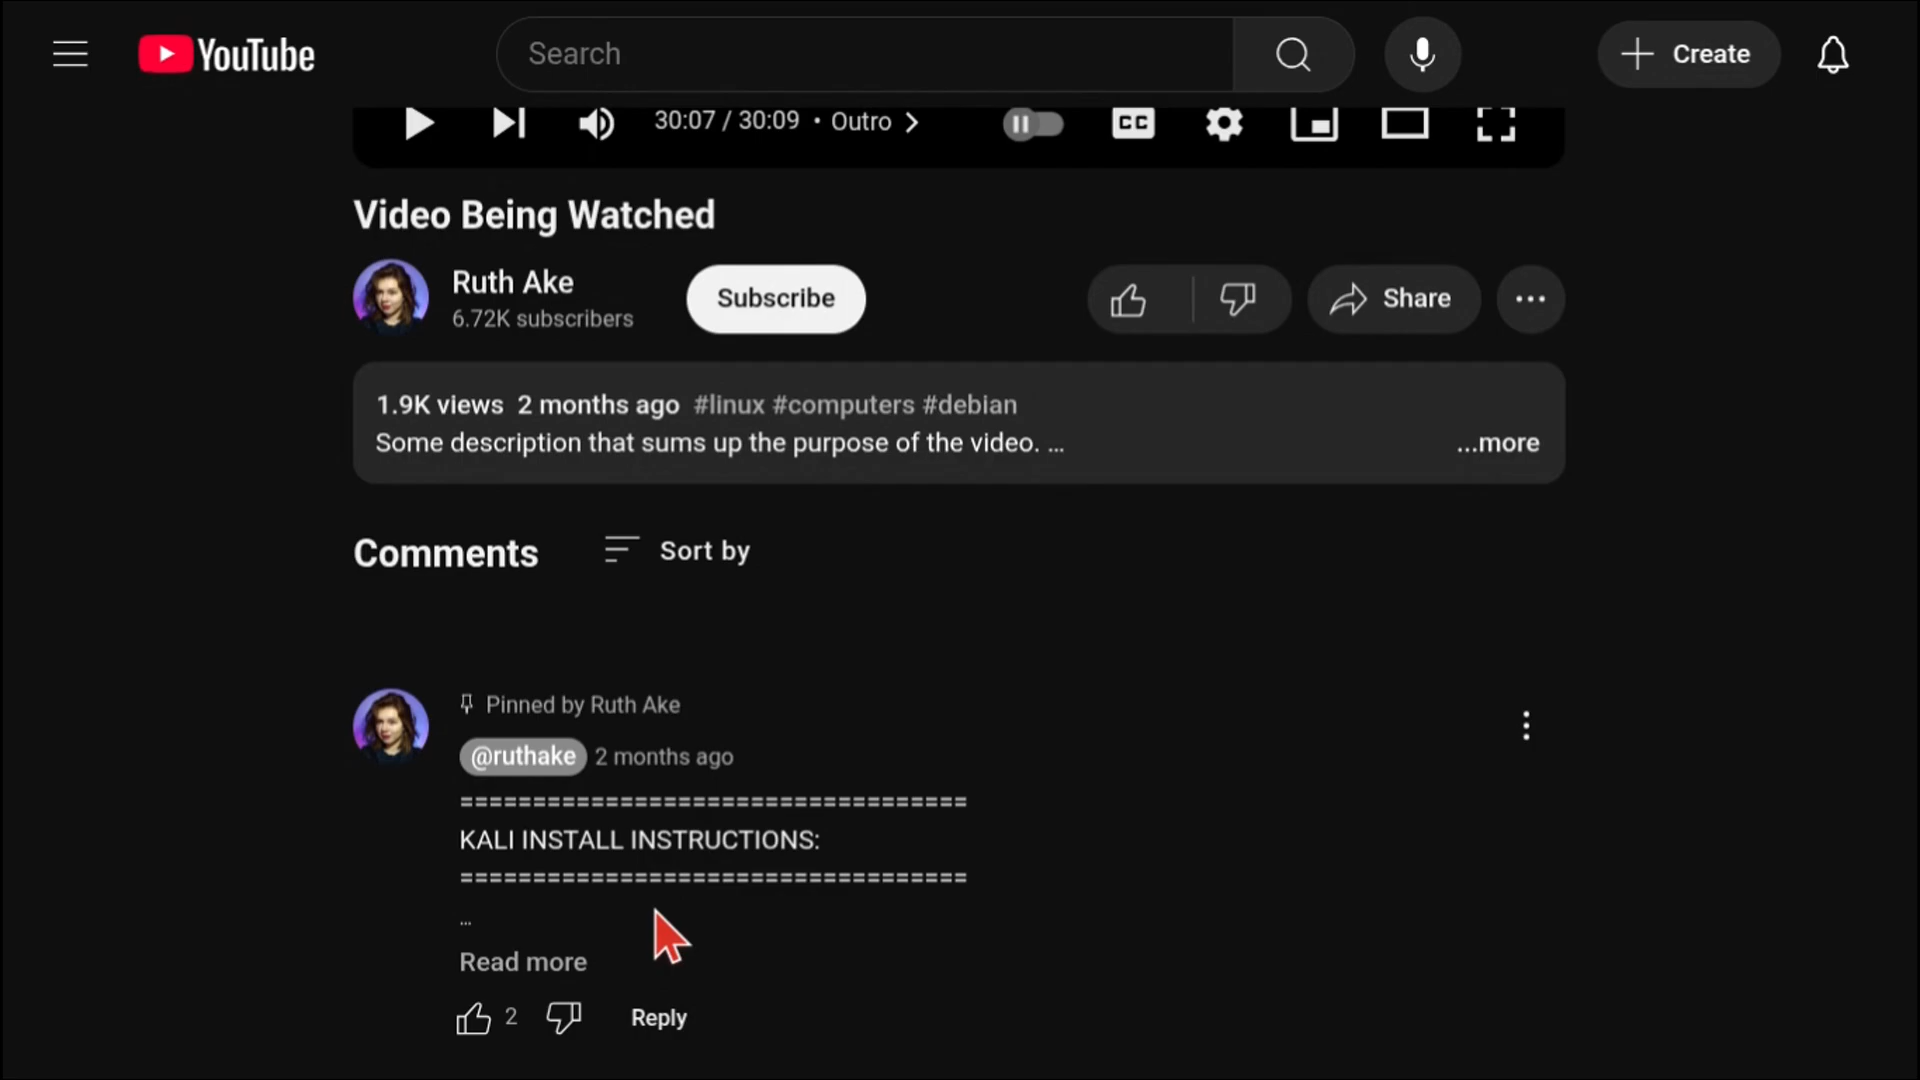 YouTube
Search
Create
30:07 / 30:09 • Outro
CC
Video Being Watched
Ruth Ake
6.72K subscribers
Subscribe
Share
1.9K views 2 months ago #linux #computers #debian
Some description that sums up the purpose of the video. ...
...more
Comments
Sort by
Pinned by Ruth Ake
@ruthake 2 months ago
===================================
KALI INSTALL INSTRUCTIONS:
===================================
...
Read more
2
Reply